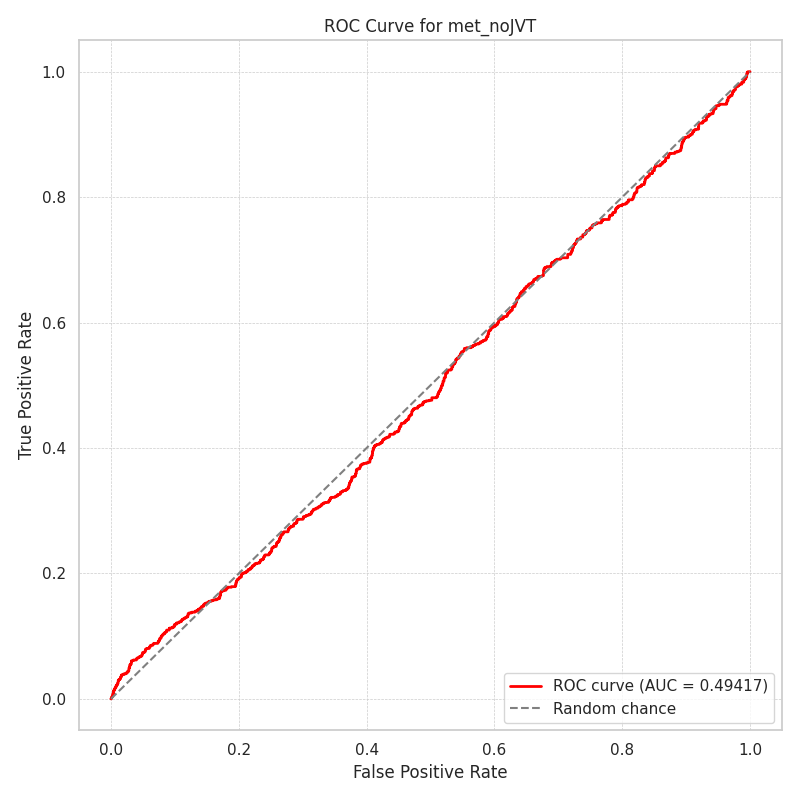 ROC Curve for met_noJVT
1.0
0.8
0.6
0.4
0.2
0.0
True Positive Rate
ROC curve (AUC = 0.49417)
Random chance
0.0 0.2 0.4 0.6 0.8 1.0
False Positive Rate